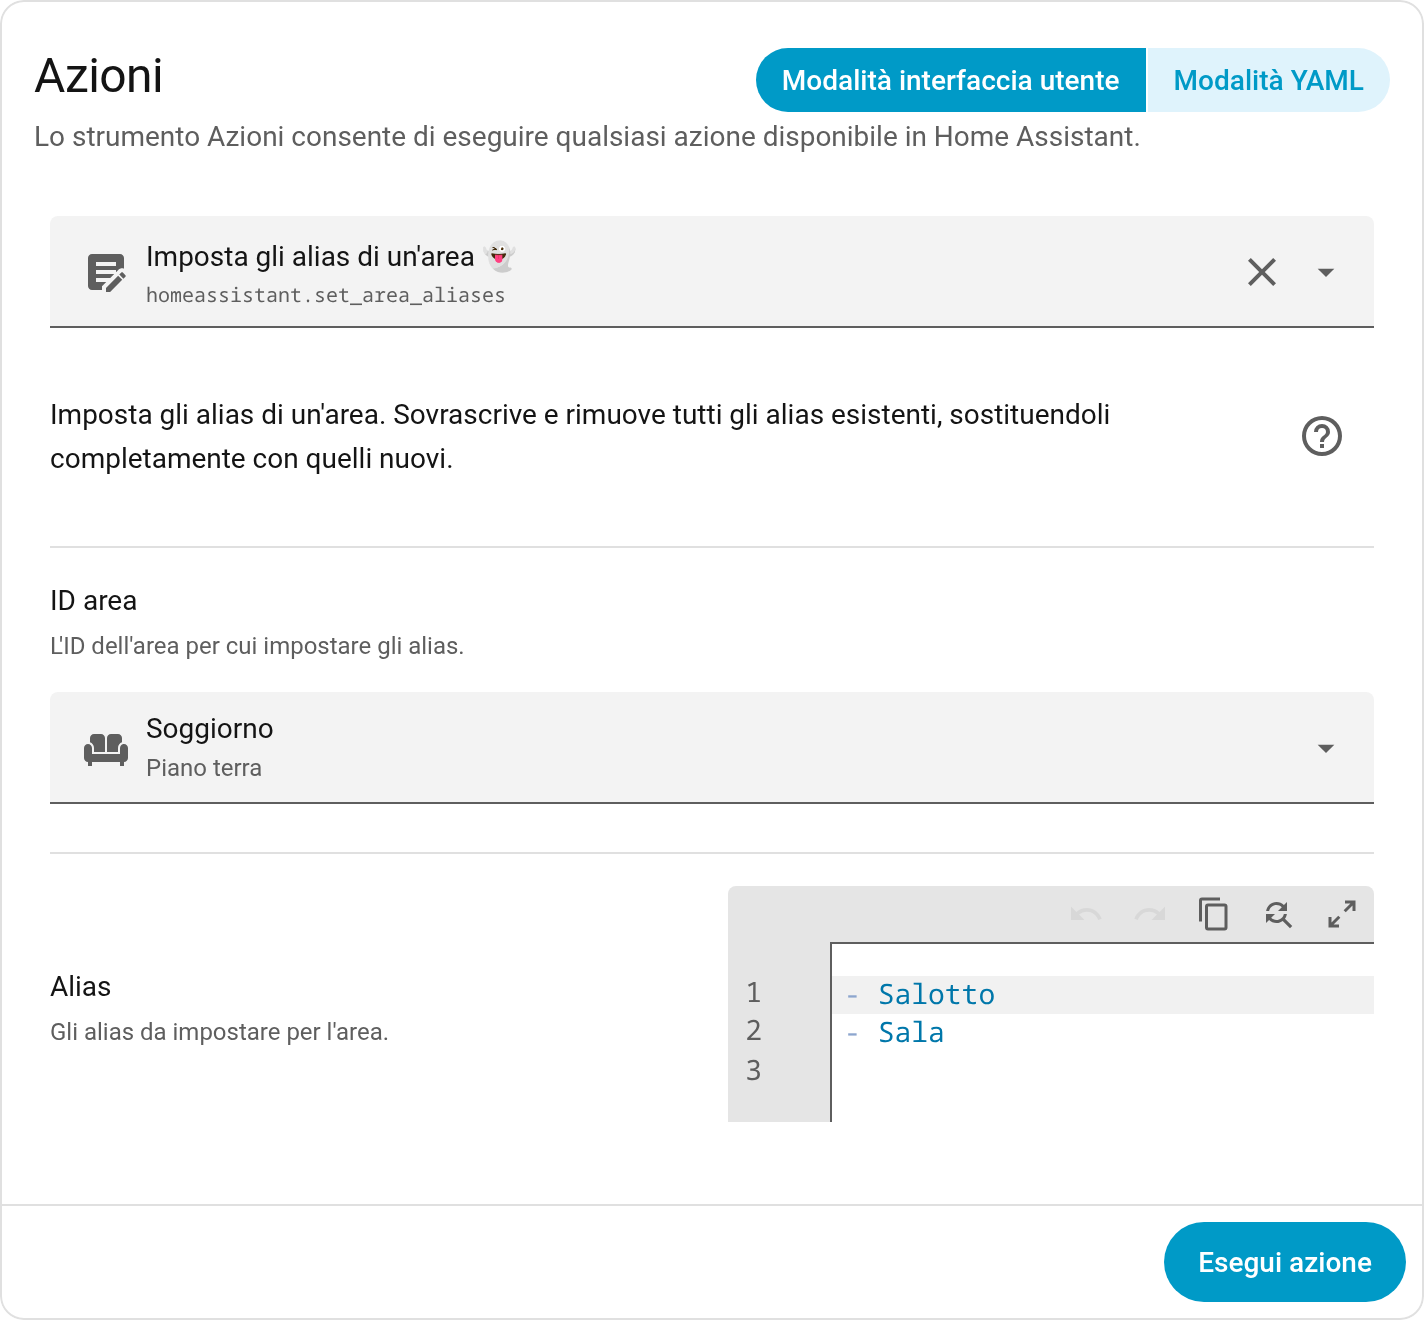 Azioni
Modalità interfaccia utente
Modalità YAML
Lo strumento Azioni consente di eseguire qualsiasi azione disponibile in Home Assistant.
Imposta gli alias di un'area 👻
homeassistant.set_area_aliases
Imposta gli alias di un'area. Sovrascrive e rimuove tutti gli alias esistenti, sostituendoli
completamente con quelli nuovi.
ID area
L'ID dell'area per cui impostare gli alias.
Soggiorno
Piano terra
Alias
Gli alias da impostare per l'area.
1 - Salotto
2 - Sala
3
Esegui azione